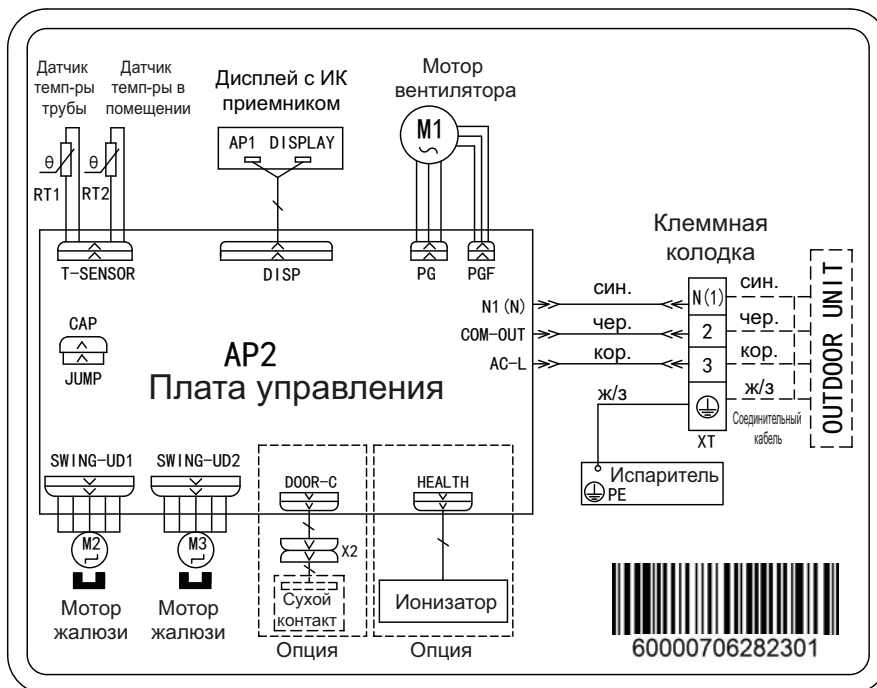 Датчик
темп-ры
трубы
Датчик
темп-ры в
помещении
Дисплей с ИК
приемником
Мотор
вентилятора
AP1 DISPLAY
M1
θ
θ
RT1
RT2
T-SENSOR
DISP
PG
PGF
Клеммная
колодка
N1(N)
син.
N(1)
син.
COM-OUT
чер.
2
чер.
AC-L
кор.
3
кор.
ж/з
ж/з
XT
Соединительный
кабель
OUTDOOR UNIT
CAP
JUMP
AP2
Плата управления
Испаритель
PE
SWING-UD1
SWING-UD2
DOOR-C
HEALTH
M2
M3
X2
Мотор
жалюзи
Мотор
жалюзи
Сухой
контакт
Ионизатор
Опция
Опция
60000706282301